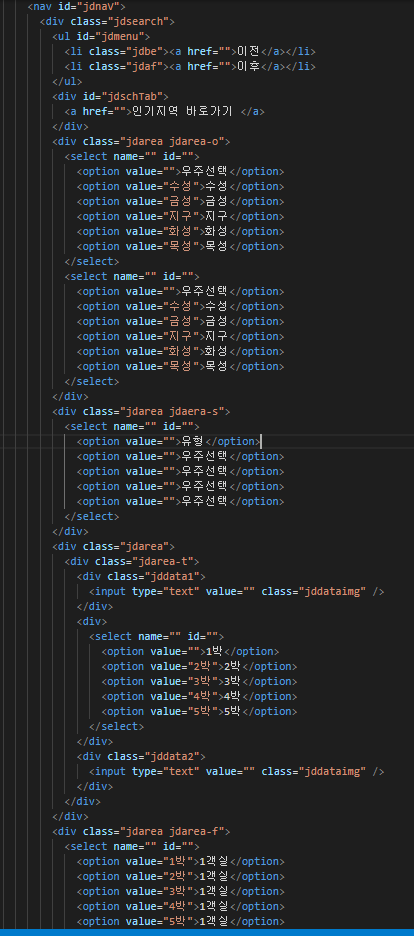 <nav id="jdnaV">
<div class="jdsearch">
<ul id="jdmenu">
<li class="jdbe"><a href="">이전</a></li>
<li class="jdaf"><a href="">이후</a></li>
</ul>
<div id="jdschTab">
<a href="">인기지역 바로가기 </a>
</div>
<div class="jdarea jdarea-o">
<select name="" id="">
<option value="">우주선택</option>
<option value="수성">수성</option>
<option value="금성">금성</option>
<option value="지구">지구</option>
<option value="화성">화성</option>
<option value="목성">목성</option>
</select>
<select name="" id="">
<option value="">우주선택</option>
<option value="수성">수성</option>
<option value="금성">금성</option>
<option value="지구">지구</option>
<option value="화성">화성</option>
<option value="목성">목성</option>
</select>
</div>
<div class="jdarea jdaera-s">
<select name="" id="">
<option value="">유형</option>
<option value="">우주선택</option>
<option value="">우주선택</option>
<option value="">우주선택</option>
<option value="">우주선택</option>
</select>
</div>
<div class="jdarea">
<div class="jdarea-t">
<div class="jddata1">
<input type="text" value="" class="jddataimg" />
</div>
<div>
<select name="" id="">
<option value="">1박</option>
<option value="2박">2박</option>
<option value="3박">3박</option>
<option value="4박">4박</option>
<option value="5박">5박</option>
</select>
</div>
<div class="jddata2">
<input type="text" value="" class="jddataimg" />
</div>
</div>
</div>
<div class="jdarea jdarea-f">
<select name="" id="">
<option value="1박">1객실</option>
<option value="2박">1객실</option>
<option value="3박">1객실</option>
<option value="4박">1객실</option>
<option value="5박">1객실</option>